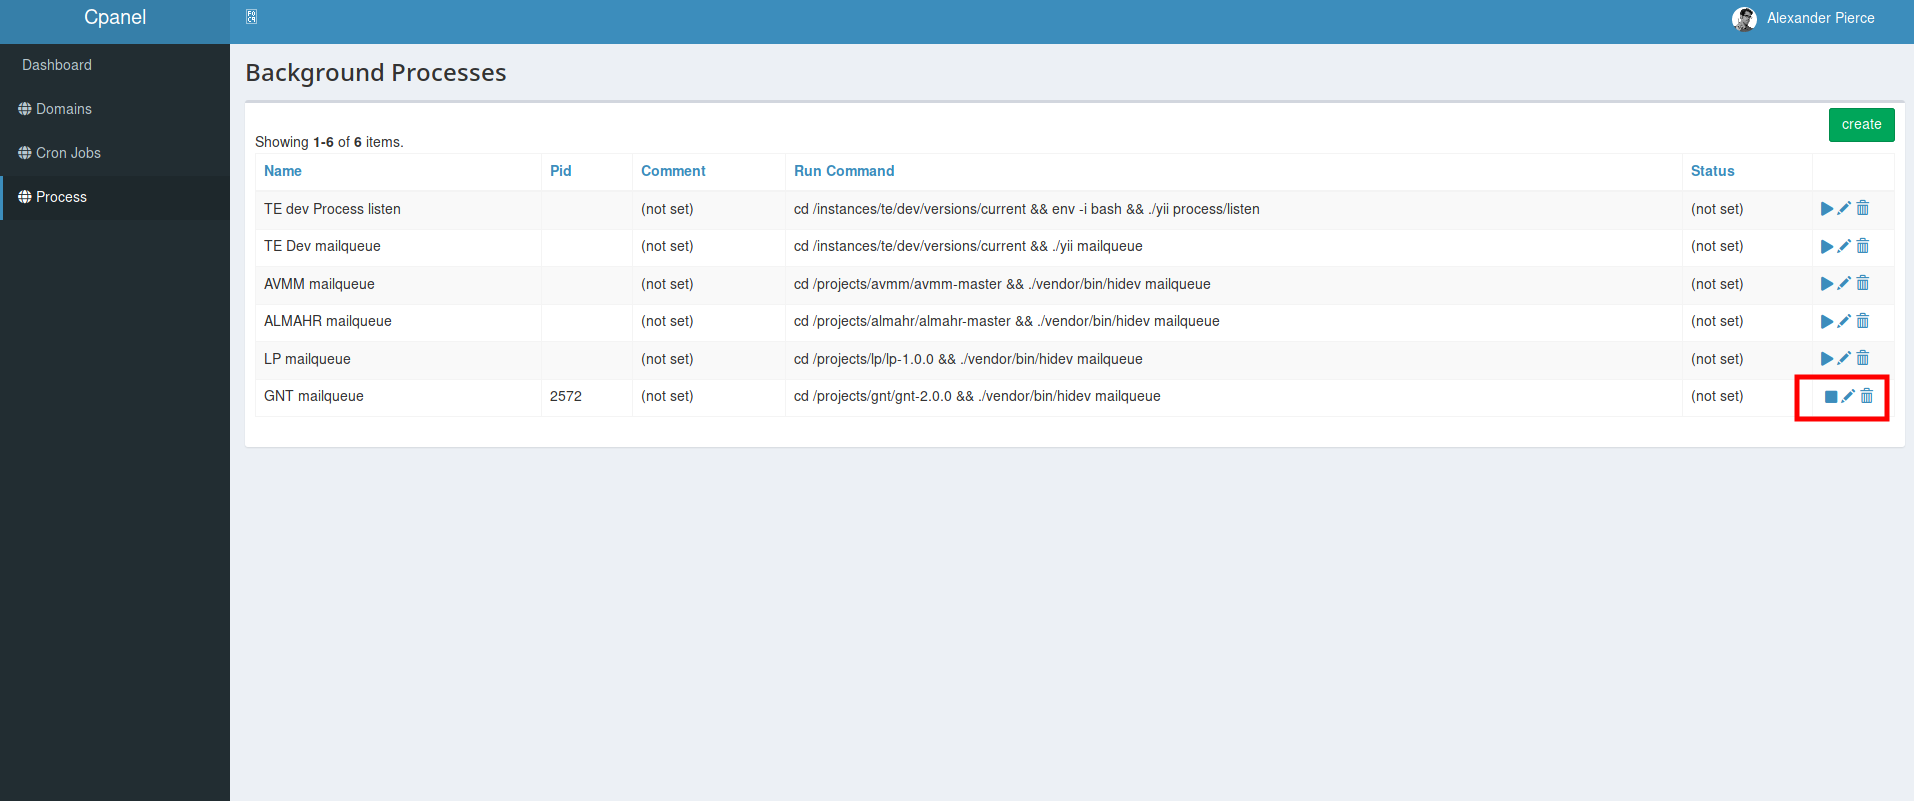 Cpanel
Alexander Pierce
Dashboard
Domains
Cron Jobs
Process
Background Processes
create
Showing 1-6 of 6 items.
Name Pid Comment Run Command Status
TE dev Process listen (not set) cd /instances/te/dev/versions/current && env -i bash && ./yii process/listen (not set)
TE Dev mailqueue (not set) cd /instances/te/dev/versions/current && ./yii mailqueue (not set)
AVMM mailqueue (not set) cd /projects/avmm/avmm-master && ./vendor/bin/hidev mailqueue (not set)
ALMAHR mailqueue (not set) cd /projects/almahr/almahr-master && ./vendor/bin/hidev mailqueue (not set)
LP mailqueue (not set) cd /projects/lp/lp-1.0.0 && ./vendor/bin/hidev mailqueue (not set)
GNT mailqueue 2572 (not set) cd /projects/gnt/gnt-2.0.0 && ./vendor/bin/hidev mailqueue (not set)